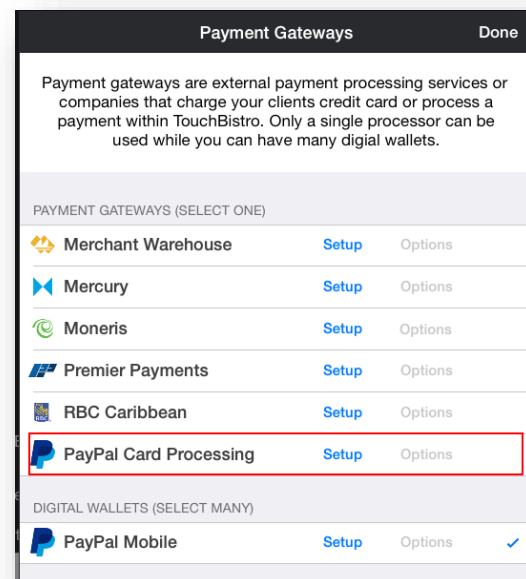 Payment Gateways Done
Payment gateways are external payment processing services or
companies that charge your clients credit card or process a
payment within TouchBistro. Only a single processor can be
used while you can have many digial wallets.
PAYMENT GATEWAYS (SELECT ONE)
Merchant Warehouse Setup Options
Mercury Setup Options
Moneris Setup Options
Premier Payments Setup Options
RBC Caribbean Setup Options
PayPal Card Processing Setup Options
DIGITAL WALLETS (SELECT MANY)
PayPal Mobile Setup Options